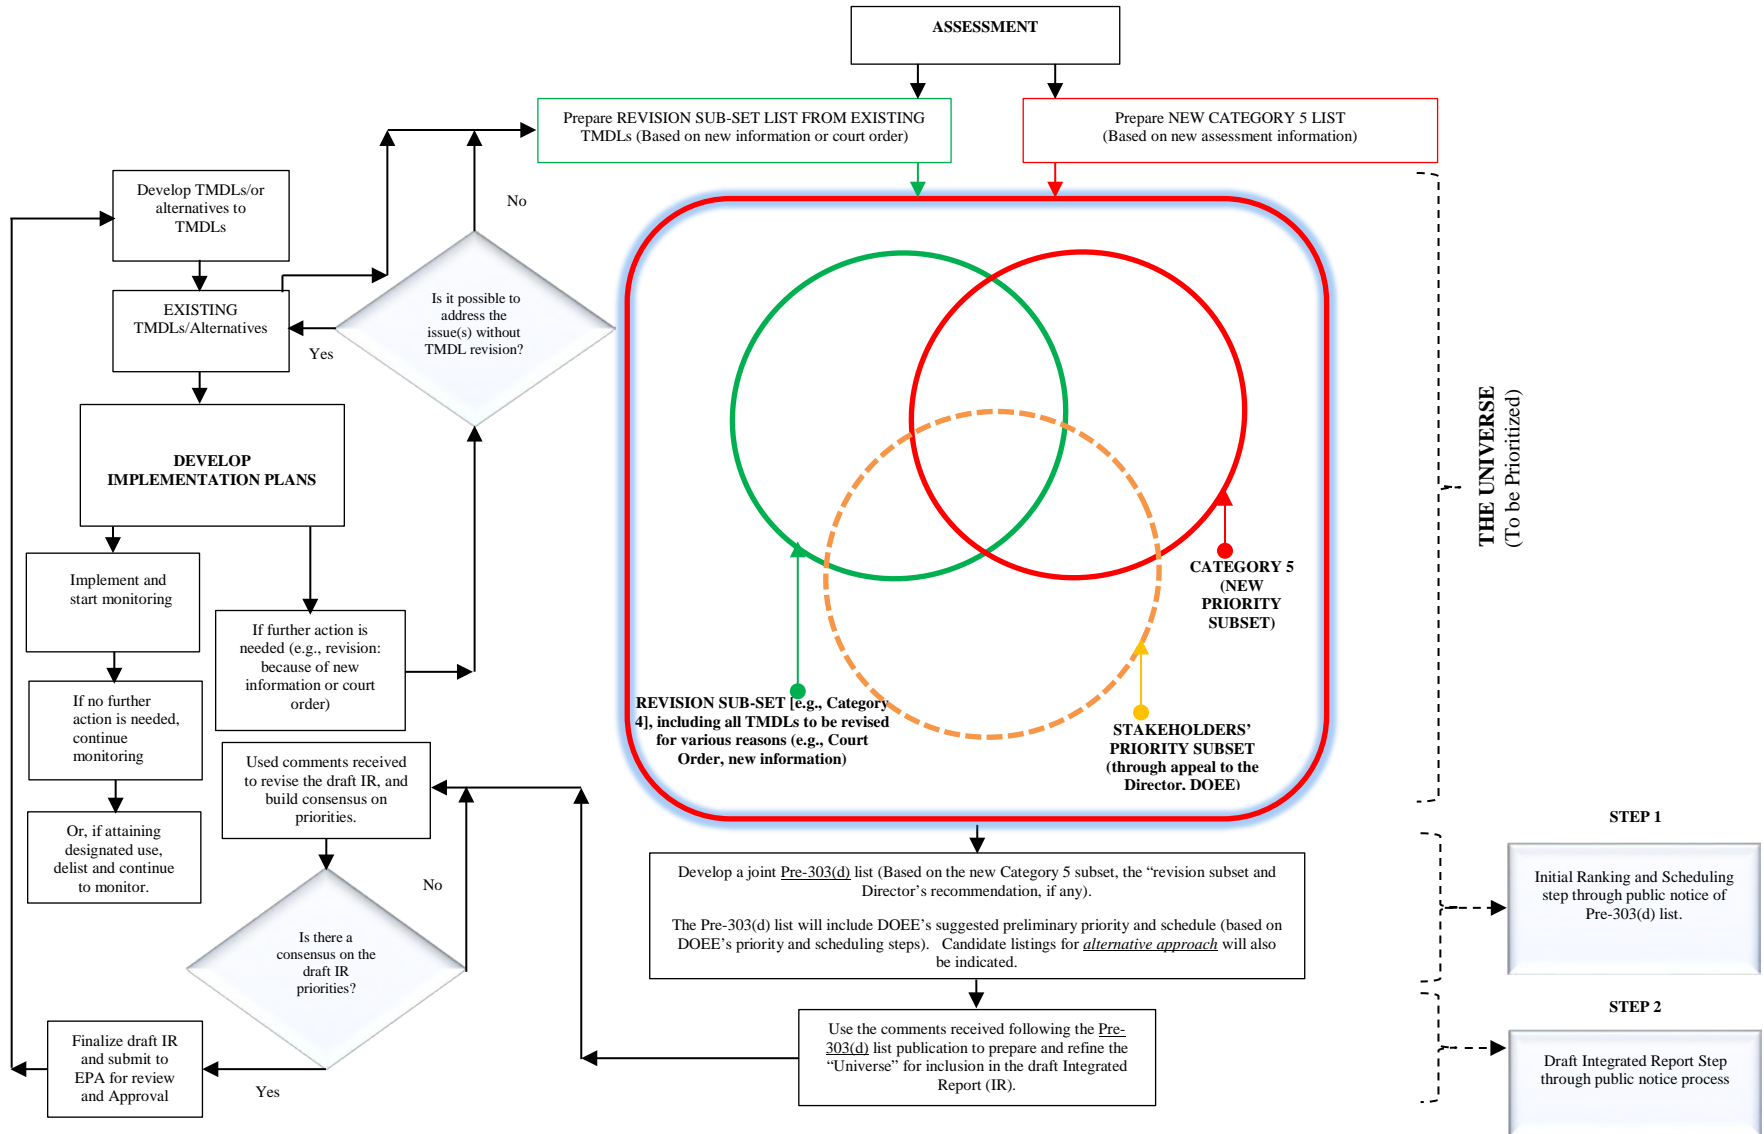 ASSESSMENT
Prepare REVISION SUB-SET LIST FROM EXISTING
TMDLs (Based on new information or court order)
Prepare NEW CATEGORY 5 LIST
(Based on new assessment information)
Develop TMDLs/or
alternatives to
TMDLs
No
EXISTING
TMDLs/Alternatives
Is it possible to
address the
issue(s) without
TMDL revision?
Yes
DEVELOP
IMPLEMENTATION PLANS
Implement and
start monitoring
If further action is
needed (e.g., revision:
because of new
information or court
order)
If no further
action is needed,
continue
monitoring
Or, if attaining
designated use,
delist and continue
to monitor.
CATEGORY 5
(NEW
PRIORITY
SUBSET)
REVISION SUB-SET [e.g., Category
4], including all TMDLs to be revised
for various reasons (e.g., Court
Order, new information)
STAKEHOLDERS'
PRIORITY SUBSET
(through appeal to the
Director, DOEE)
THE UNIVERSE
(To be Prioritized)
Used comments received
to revise the draft IR, and
build consensus on
priorities.
No
Is there a
consensus on the
draft IR
priorities?
Yes
Finalize draft IR
and submit to
EPA for review
and Approval
Develop a joint Pre-303(d) list (Based on the new Category 5 subset, the “revision subset and
Director's recommendation, if any).
The Pre-303(d) list will include DOEE's suggested preliminary priority and schedule (based on
DOEE's priority and scheduling steps). Candidate listings for alternative approach will also
be indicated.
Use the comments received following the Pre-
303(d) list publication to prepare and refine the
“Universe” for inclusion in the draft Integrated
Report (IR).
STEP 1
Initial Ranking and Scheduling
step through public notice of
Pre-303(d) list.
STEP 2
Draft Integrated Report Step
through public notice process